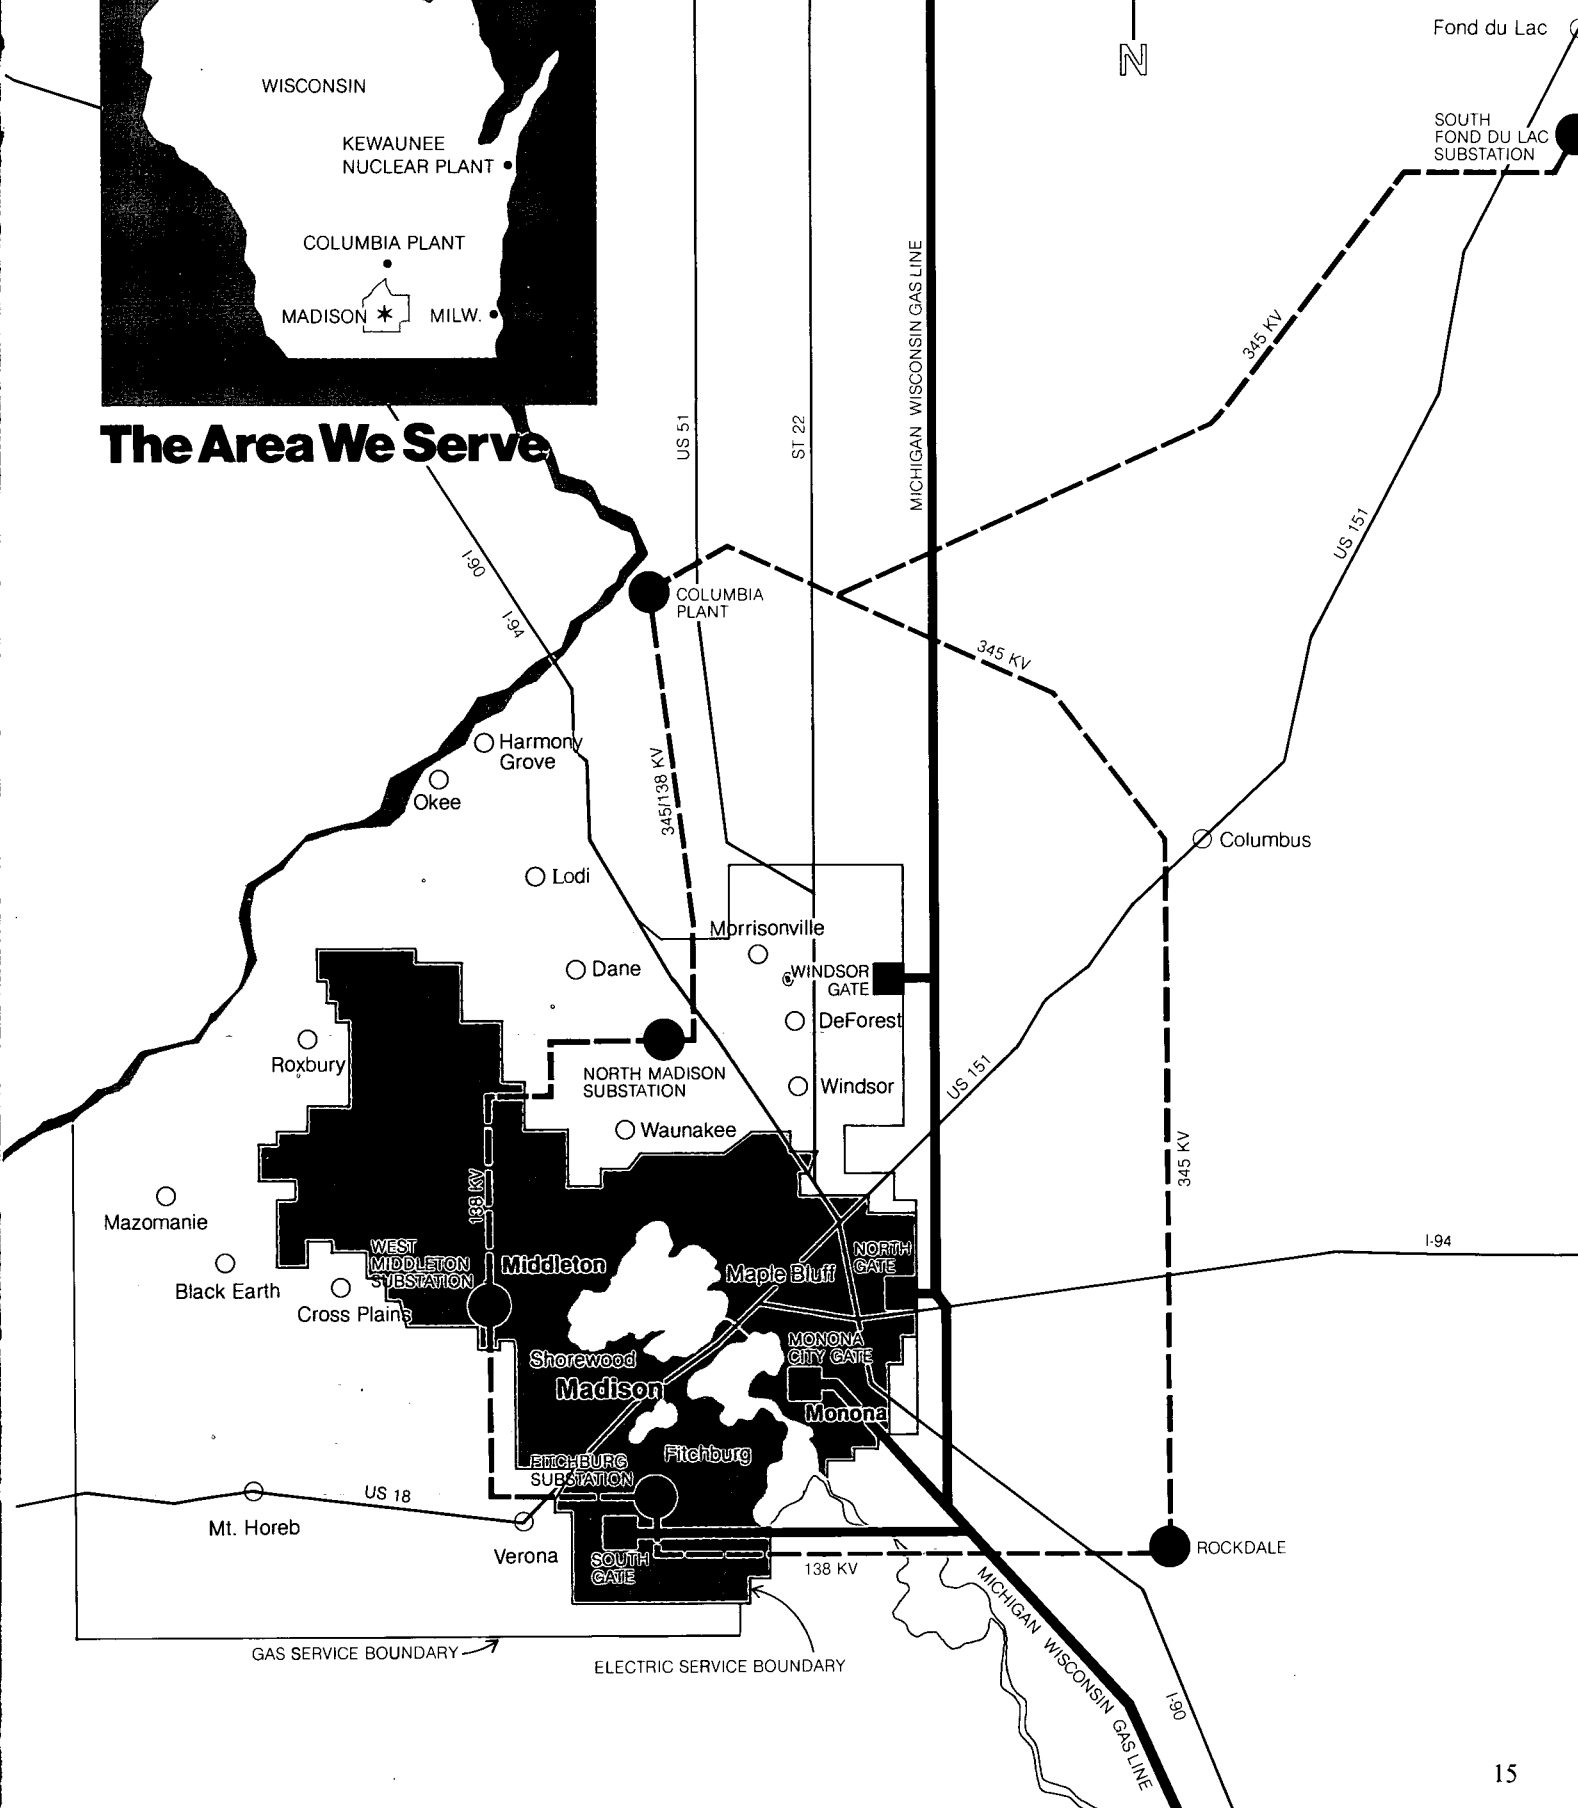 WISCONSIN
KEWAUNEE
NUCLEAR PLANT
COLUMBIA PLANT
MADISON
MILW.
The Area We Serve
N
Fond du Lac
SOUTH
FOND DU LAC
SUBSTATION
345 KV
MICHIGAN WISCONSIN GAS LINE
US 51
ST 22
US 151
I-90
I-94
COLUMBIA
PLANT
345 KV
Harmony
Grove
Okee
345/138 KV
Columbus
Lodi
Morrisonville
Dane
WINDSOR
GATE
DeForest
Roxbury
NORTH MADISON
SUBSTATION
US 151
Windsor
Waunakee
345 KV
138 KV
Mazomanie
WEST
MIDDLETON
SUBSTATION
Middleton
Maple Bluff
NORTH
GATE
I-94
Black Earth
Cross Plains
MONONA
CITY GATE
Shorewood
Madison
Monona
FITCHBURG
SUBSTATION
Fitchburg
US 18
Mt. Horeb
Verona
SOUTH
GATE
138 KV
ROCKDALE
GAS SERVICE BOUNDARY
ELECTRIC SERVICE BOUNDARY
MICHIGAN WISCONSIN GAS LINE
I-90
15